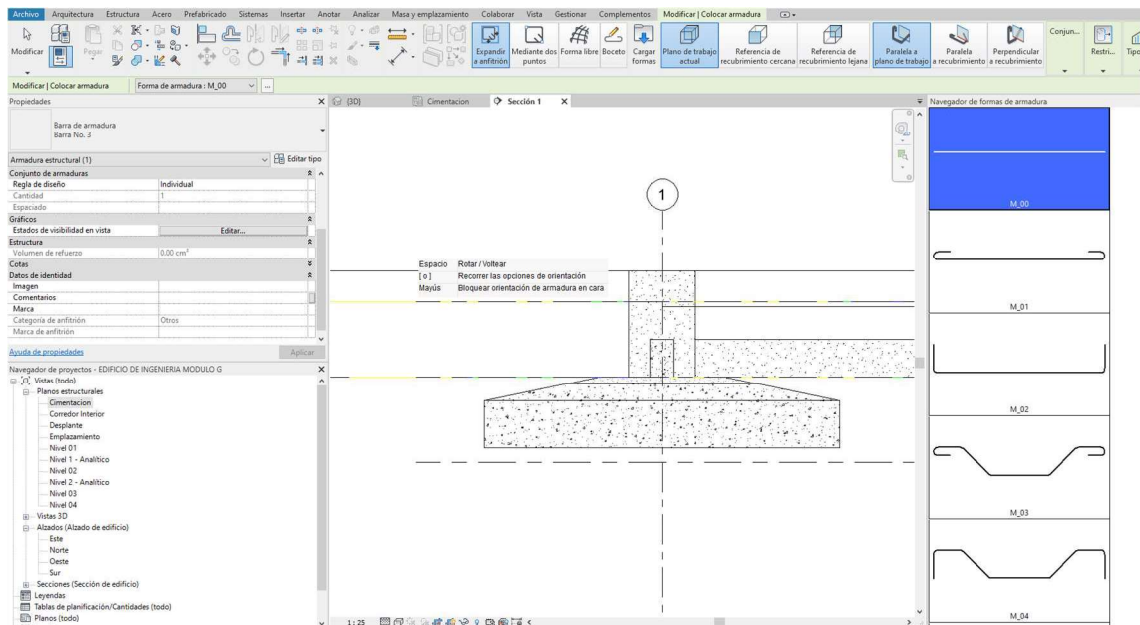 Archivo Arquitectura Estructura Acero Prefabricado Sistemas Insertar Anotar Analizar Masa y emplazamiento Colaborar Vista Gestionar Complementos Modificar | Colocar armadura
Modificar
Pegar
Expandir a anfitrión
Mediante dos puntos
Forma libre
Boceto
Cargar formas
Plano de trabajo actual
Referencia de recubrimiento cercana
Referencia de recubrimiento lejana
Paralela a plano de trabajo
Paralela a recubrimiento
Perpendicular a recubrimiento
Conjun...
Restri...
Tipo
Modificar | Colocar armadura Forma de armadura : M_00 ...
Propiedades
Barra de armadura
Barra No. 3
Armadura estructural (1) Editar tipo
Conjunto de armaduras
Regla de diseño Individual
Cantidad 1
Espaciado
Gráficos
Estados de visibilidad en vista Editar...
Estructura
Volumen de refuerzo 0.00 cm³
Cotas
Datos de identidad
Imagen
Comentarios
Marca
Categoría de anfitrión Otros
Marca de anfitrión
Ayuda de propiedades Aplicar
Navegador de proyectos - EDIFICIO DE INGENIERIA MODULO G
Vistas (todo)
Planos estructurales
Cimentacion
Corredor Interior
Desplante
Emplazamiento
Nivel 01
Nivel 1 - Analítico
Nivel 02
Nivel 2 - Analítico
Nivel 03
Nivel 04
Vistas 3D
Alzados (Alzado de edificio)
Este
Norte
Oeste
Sur
Secciones (Sección de edificio)
Leyendas
Tablas de planificación/Cantidades (todo)
Planos (todo)
{3D} Cimentacion Sección 1
1
Espacio Rotar / Voltear
[ o ] Recorrer las opciones de orientación
Mayús Bloquear orientación de armadura en cara
1 : 25
Navegador de formas de armadura
M_00
M_01
M_02
M_03
M_04